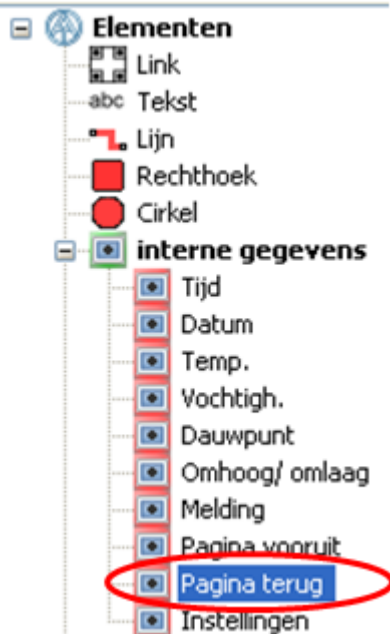 Elementen
Link
abc Tekst
Lijn
Rechthoek
Cirkel
interne gegevens
Tijd
Datum
Temp.
Vochtigh.
Dauwpunt
Omhoog/ omlaag
Melding
Pagina vooruit
Pagina terug
Instellingen